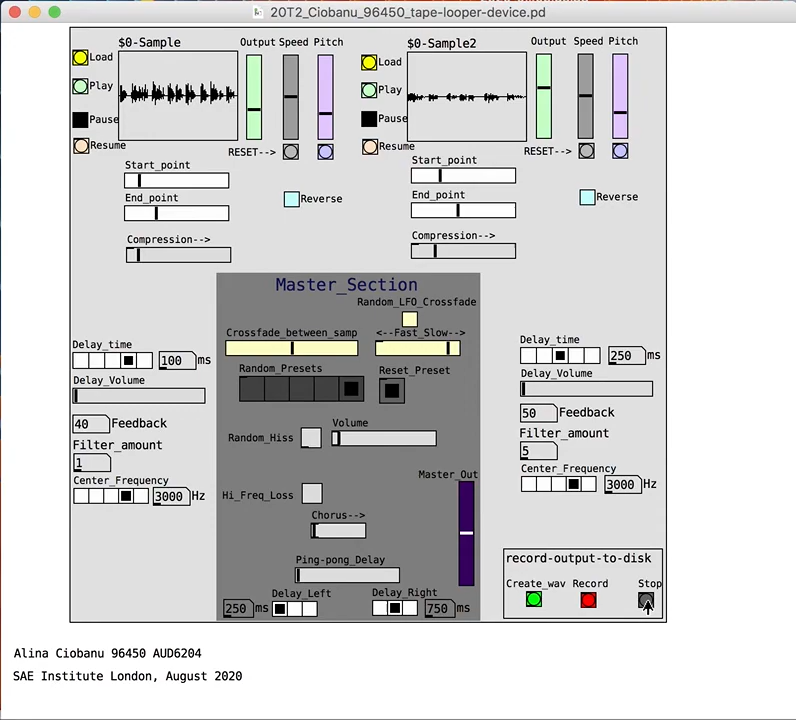 20T2_Ciobanu_96450_tape-looper-device.pd
$0-Sample
Output Speed Pitch
Load
Play
Pause
Resume
RESET-->
Start_point
End_point
Reverse
Compression-->
$0-Sample2
Output Speed Pitch
Load
Play
Pause
Resume
RESET-->
Start_point
End_point
Reverse
Compression-->
Master_Section
Random_LFO_Crossfade
Crossfade_between_samp
<--Fast_Slow-->
Random_Presets
Reset_Preset
Random_Hiss
Volume
Hi_Freq_Loss
Master_Out
Chorus-->
Ping-pong_Delay
Delay_Left
250 ms
Delay_Right
750 ms
Delay_time
100 ms
Delay_Volume
40 Feedback
Filter_amount
1
Center_Frequency
3000 Hz
Delay_time
250 ms
Delay_Volume
50 Feedback
Filter_amount
5
Center_Frequency
3000 Hz
record-output-to-disk
Create_wav Record Stop
Alina Ciobanu 96450 AUD6204
SAE Institute London, August 2020